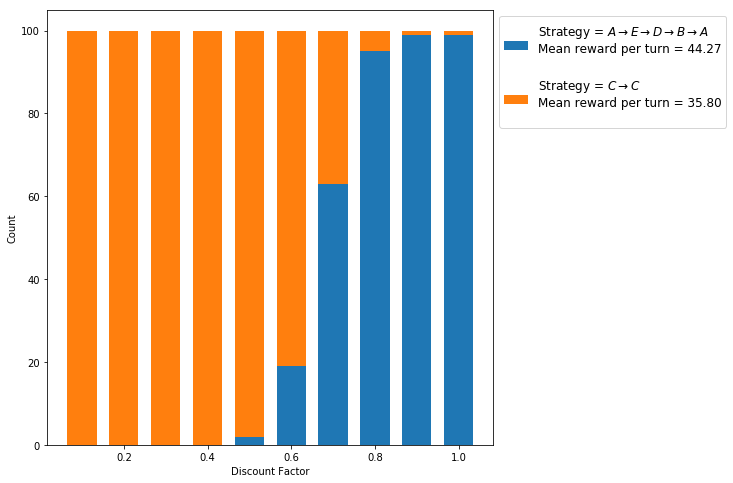 Strategy = A → E → D → B → A
Mean reward per turn = 44.27
Strategy = C → C
Mean reward per turn = 35.80
100
80
60
40
20
0
Count
0.2 0.4 0.6 0.8 1.0
Discount Factor